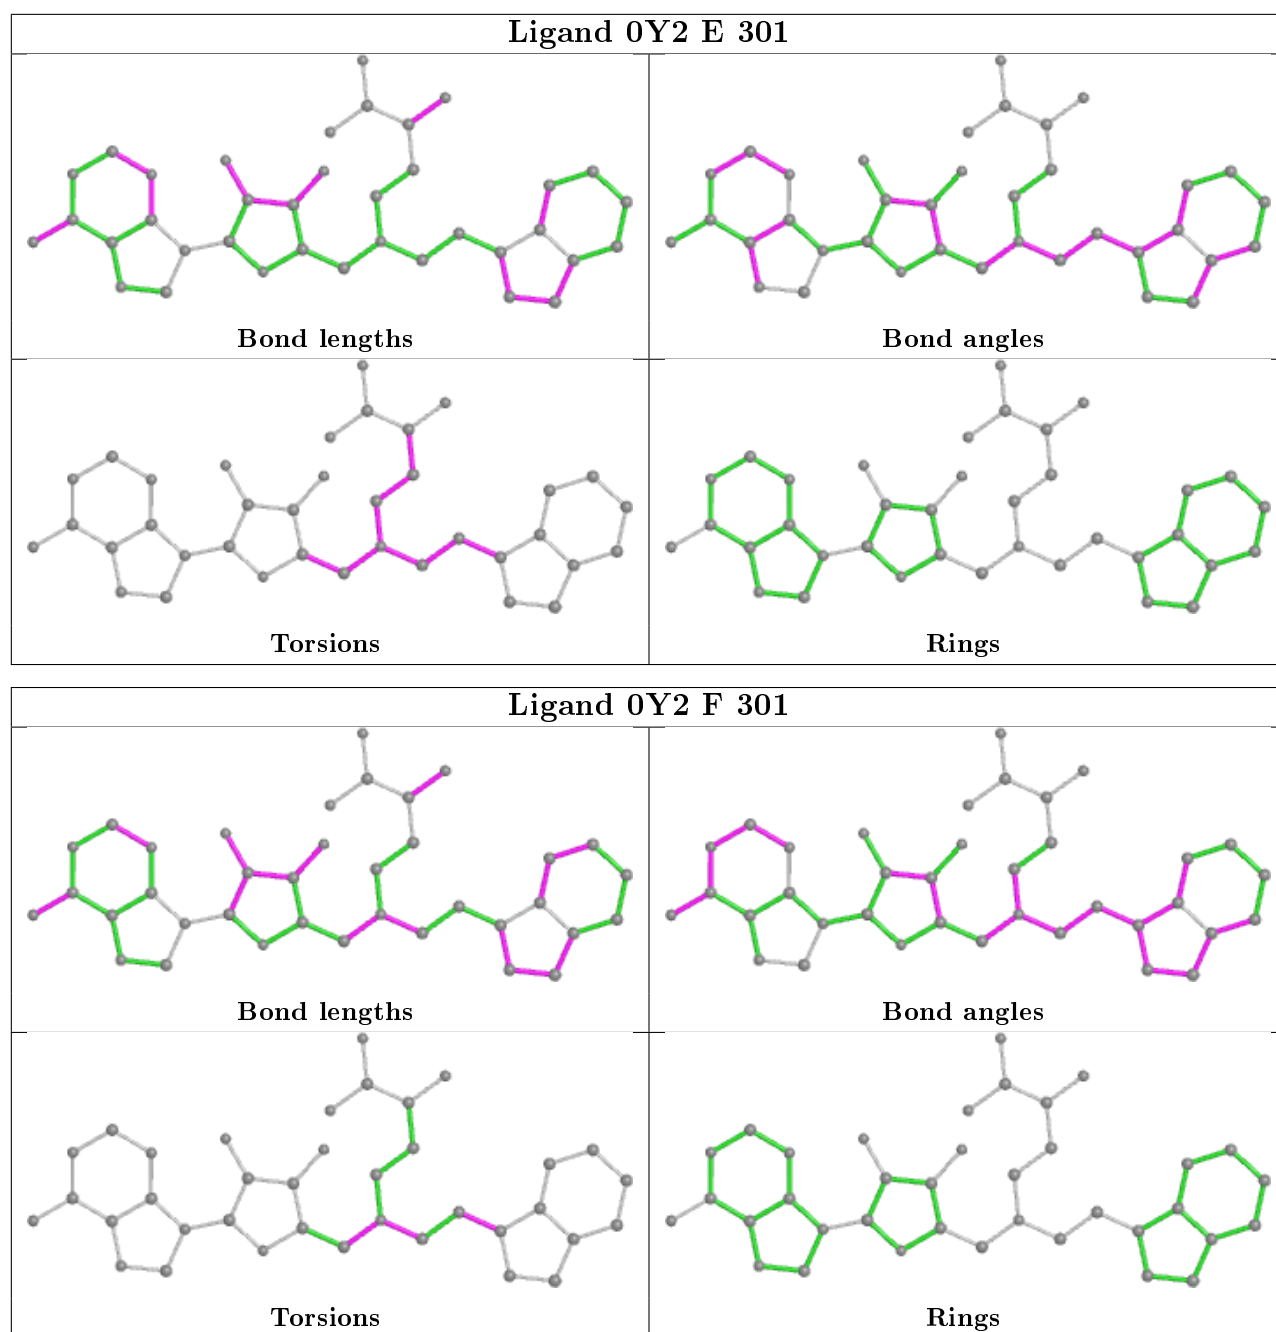 Ligand 0Y2 E 301
Bond lengths
Bond angles
Torsions
Rings
Ligand 0Y2 F 301
Bond lengths
Bond angles
Torsions
Rings